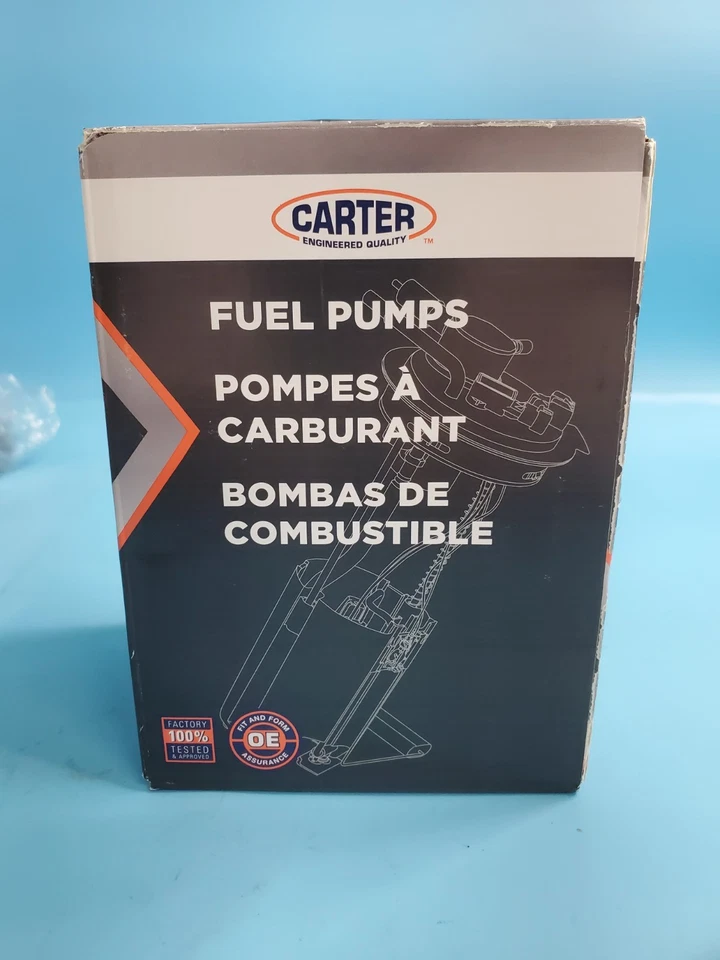 CARTER
ENGINEERED QUALITY ™
FUEL PUMPS
POMPES À
CARBURANT
BOMBAS DE
COMBUSTIBLE
FACTORY
100%
TESTED
& APPROVED
FIT AND FORM
OE
ASSURANCE